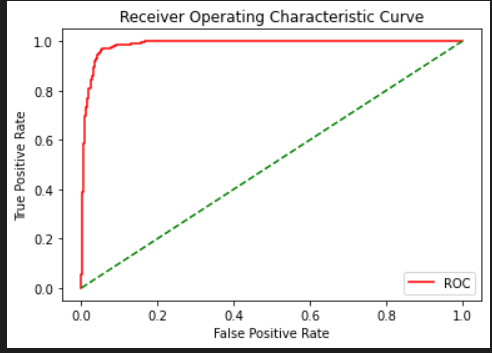 Receiver Operating Characteristic Curve
1.0
0.8
0.6
0.4
0.2
0.0
True Positive Rate
ROC
0.0 0.2 0.4 0.6 0.8 1.0
False Positive Rate